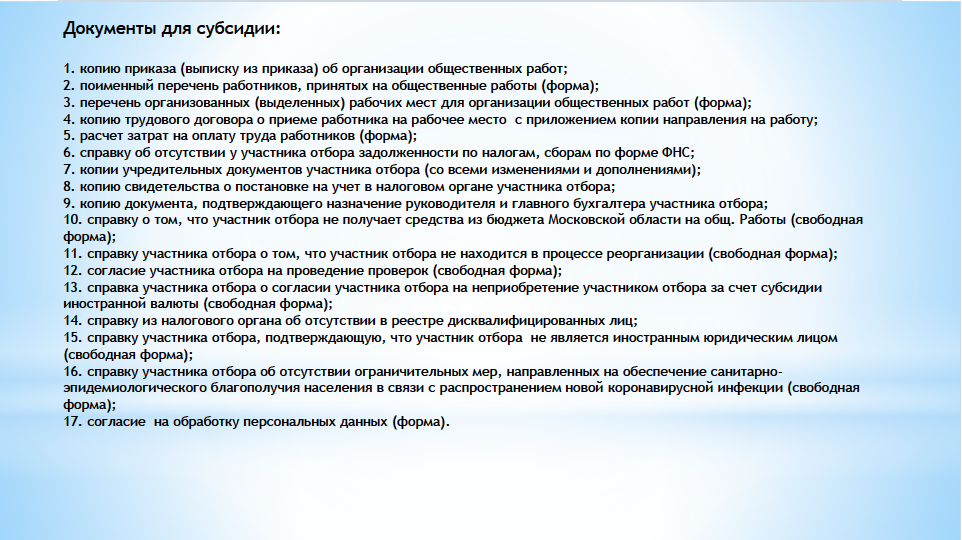 Документы для субсидии:
1. копию приказа (выписку из приказа) об организации общественных работ;
2. поименный перечень работников, принятых на общественные работы (форма);
3. перечень организованных (выделенных) рабочих мест для организации общественных работ (форма);
4. копию трудового договора о приеме работника на рабочее место  с приложением копии направления на работу;
5. расчет затрат на оплату труда работников (форма);
6. справку об отсутствии у участника отбора задолженности по налогам, сборам по форме ФНС;
7. копии учредительных документов участника отбора (со всеми изменениями и дополнениями);
8. копию свидетельства о постановке на учет в налоговом органе участника отбора;
9. копию документа, подтверждающего назначение руководителя и главного бухгалтера участника отбора;
10. справку о том, что участник отбора не получает средства из бюджета Московской области на общ. Работы (свободная
форма);
11. справку участника отбора о том, что участник отбора не находится в процессе реорганизации (свободная форма);
12. согласие участника отбора на проведение проверок (свободная форма);
13. справка участника отбора о согласии участника отбора на неприобретение участником отбора за счет субсидии
иностранной валюты (свободная форма);
14. справку из налогового органа об отсутствии в реестре дисквалифицированных лиц;
15. справку участника отбора, подтверждающую, что участник отбора  не является иностранным юридическим лицом
(свободная форма);
16. справку участника отбора об отсутствии ограничительных мер, направленных на обеспечение санитарно-
эпидемиологического благополучия населения в связи с распространением новой коронавирусной инфекции (свободная
форма);
17. согласие  на обработку персональных данных (форма).